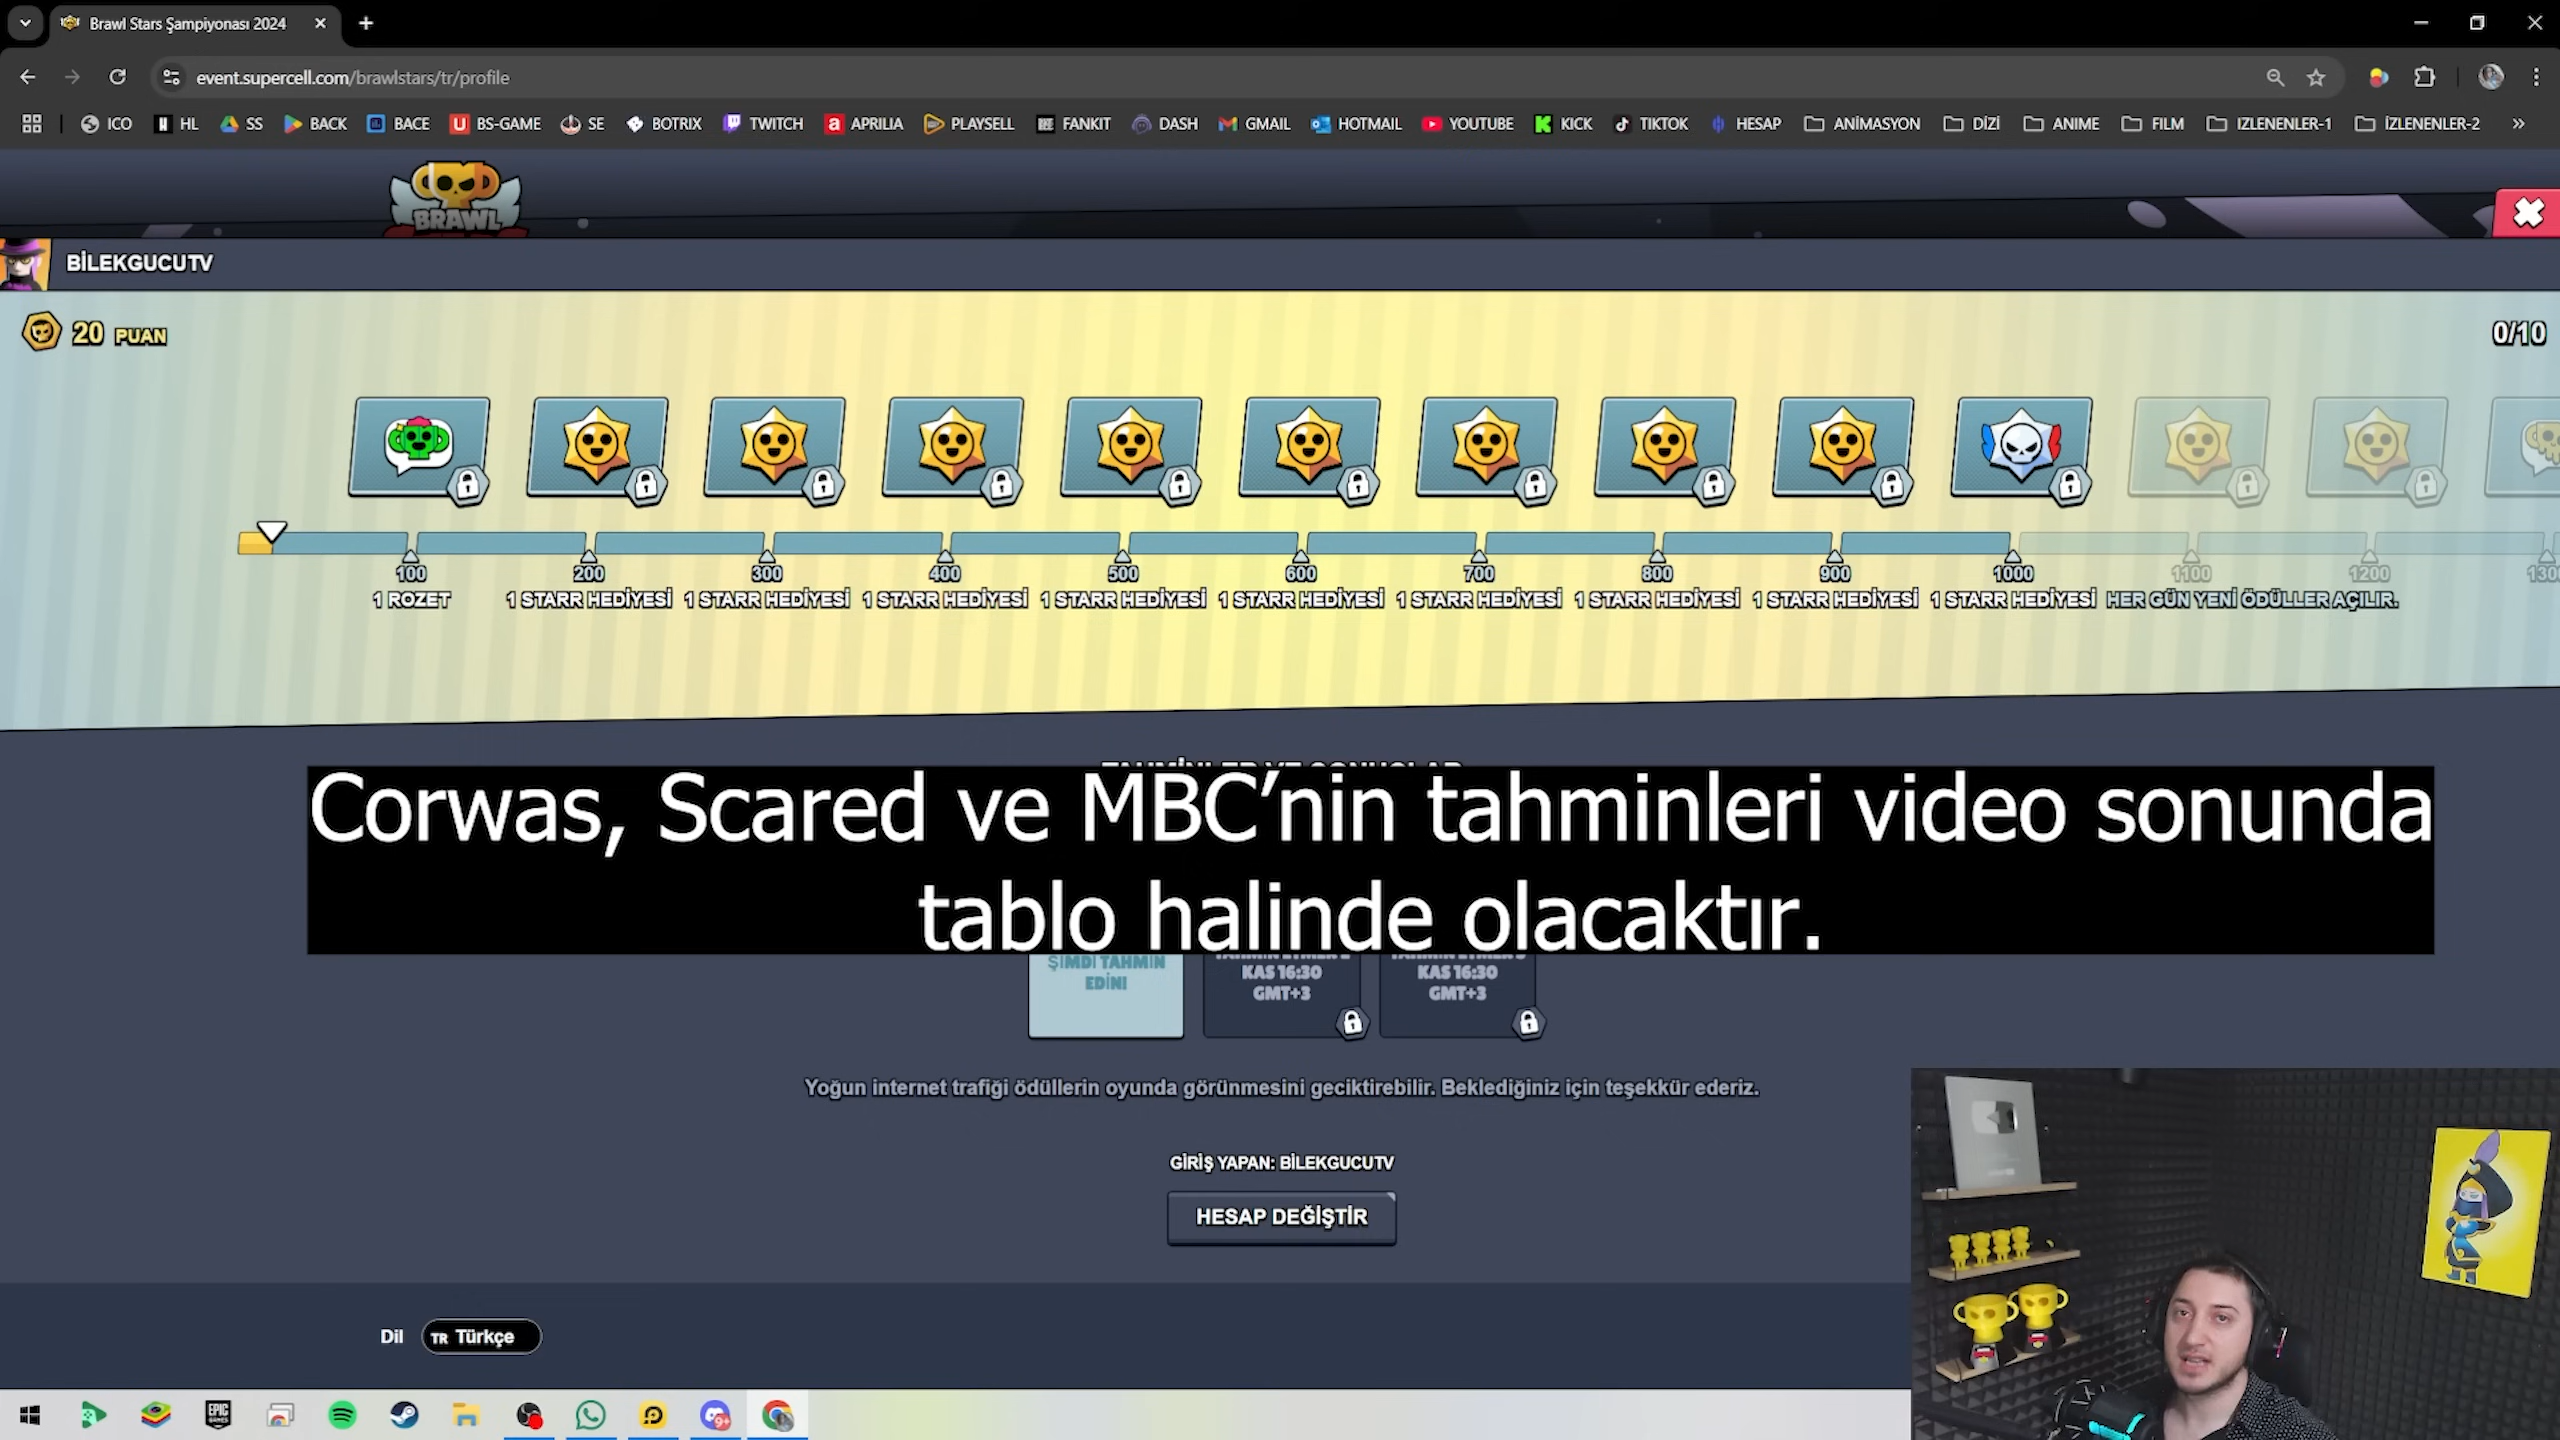 Brawl Stars Şampiyonası 2024
event.supercell.com/brawlstars/tr/profile
ICO HL SS BACK BACE BS-GAME SE BOTRIX TWITCH APRILIA PLAYSELL FANKIT DASH GMAIL HOTMAIL YOUTUBE KICK TIKTOK HESAP ANİMASYON DİZİ ANIME FILM IZLENENLER-1 İZLENENLER-2
BRAWL
BİLEKGUCUTV
20 PUAN
0/10
100 200 300 400 500 600 700 800 900 1000 1100 1200
1 ROZET 1 STARR HEDİYESİ 1 STARR HEDİYESİ 1 STARR HEDİYESİ 1 STARR HEDİYESİ 1 STARR HEDİYESİ 1 STARR HEDİYESİ 1 STARR HEDİYESİ 1 STARR HEDİYESİ 1 STARR HEDİYESİ HER GÜN YENİ ÖDÜLLER AÇILIR.
Corwas, Scared ve MBC’nin tahminleri video sonunda
tablo halinde olacaktır.
ŞİMDİ TAHMİN
EDİN!
KAS 16:30
GMT+3
KAS 16:30
GMT+3
Yoğun internet trafiği ödüllerin oyunda görünmesini geciktirebilir. Beklediğiniz için teşekkür ederiz.
GİRİŞ YAPAN: BİLEKGUCUTV
HESAP DEĞİŞTİR
Dil TR Türkçe
EPIC
GAMES
9+